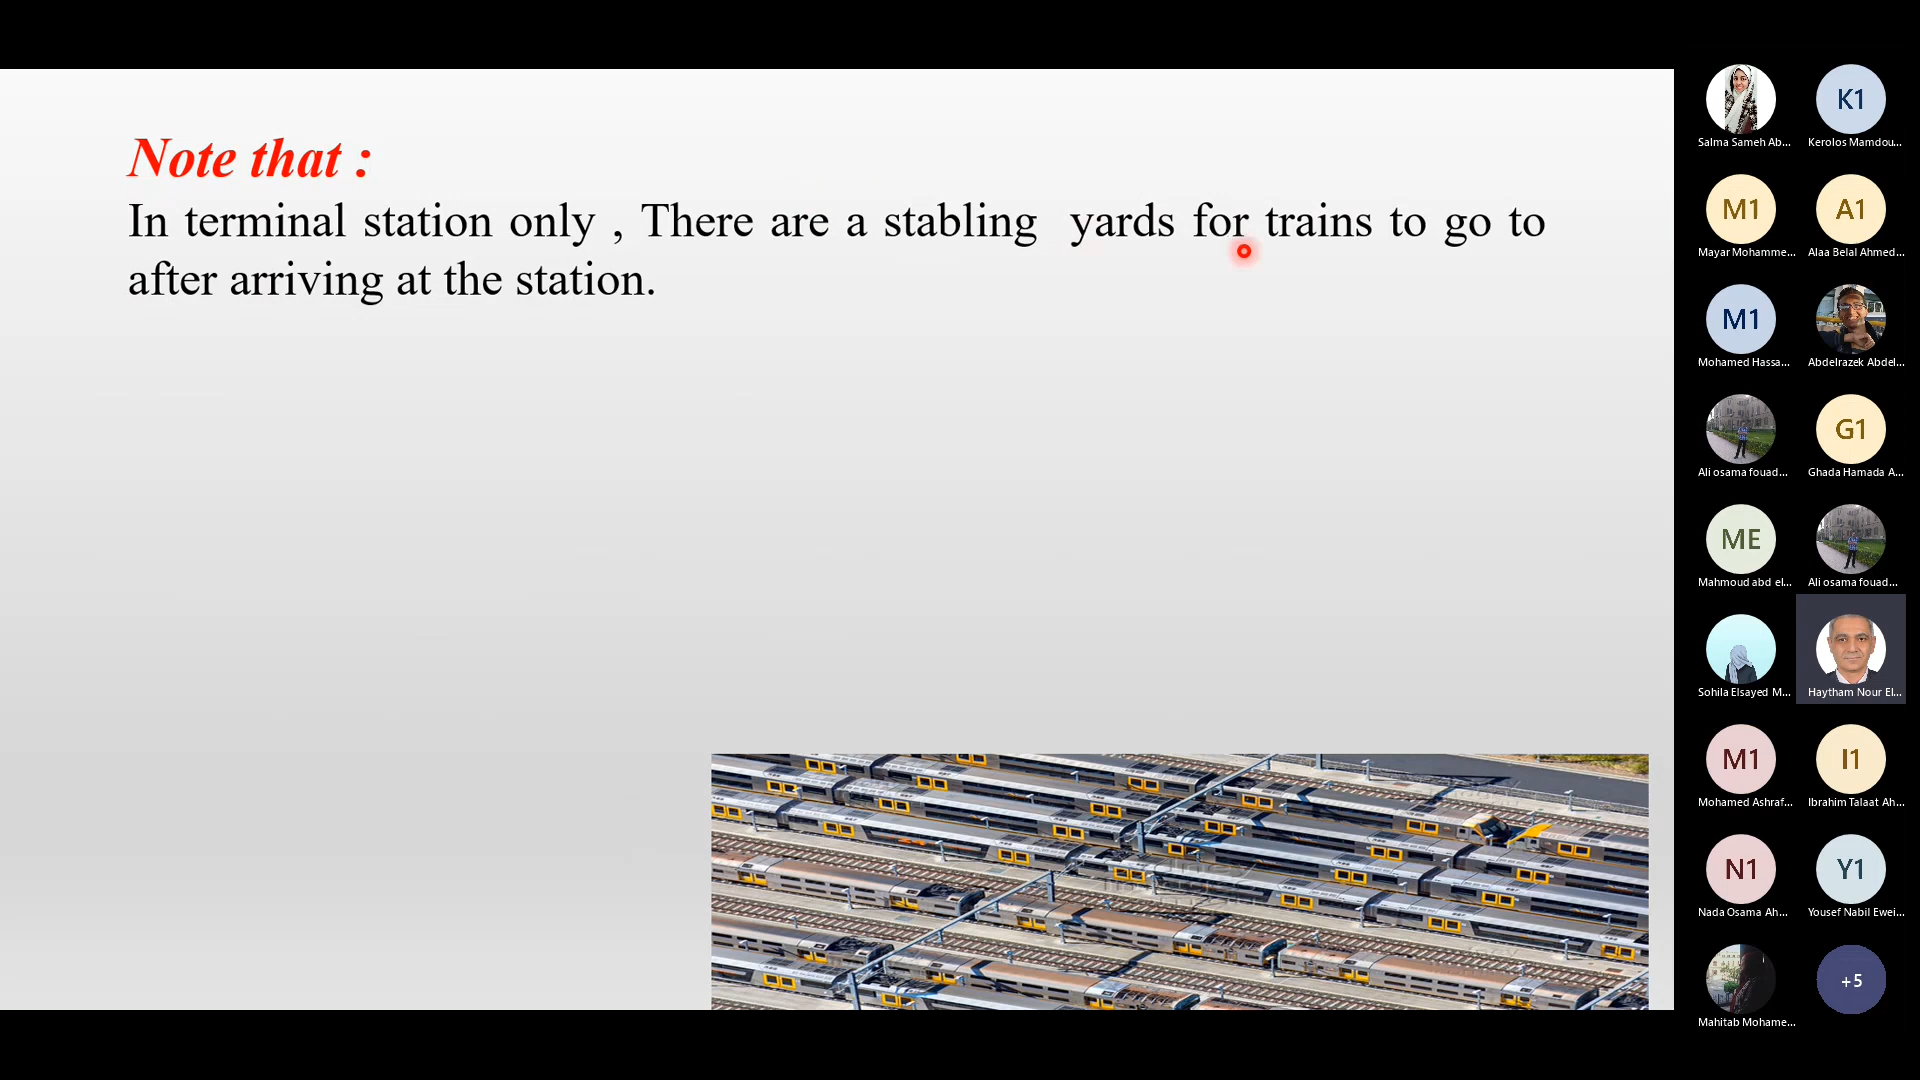 Note that :
In terminal station only , There are a stabling yards for trains to go to
after arriving at the station.
Salma Sameh Ab...
K1
Kerolos Mamdou...
M1
Mayar Mohamme...
A1
Alaa Belal Ahmed...
M1
Mohamed Hassa...
Abdelrazek Abdel...
Ali osama fouad...
G1
Ghada Hamada A...
ME
Mahmoud abd el...
Ali osama fouad...
Sohila Elsayed M...
Haytham Nour El...
M1
Mohamed Ashraf...
I1
Ibrahim Talaat Ah...
N1
Nada Osama Ah...
Y1
Yousef Nabil Ewei...
Mahitab Mohame...
+5